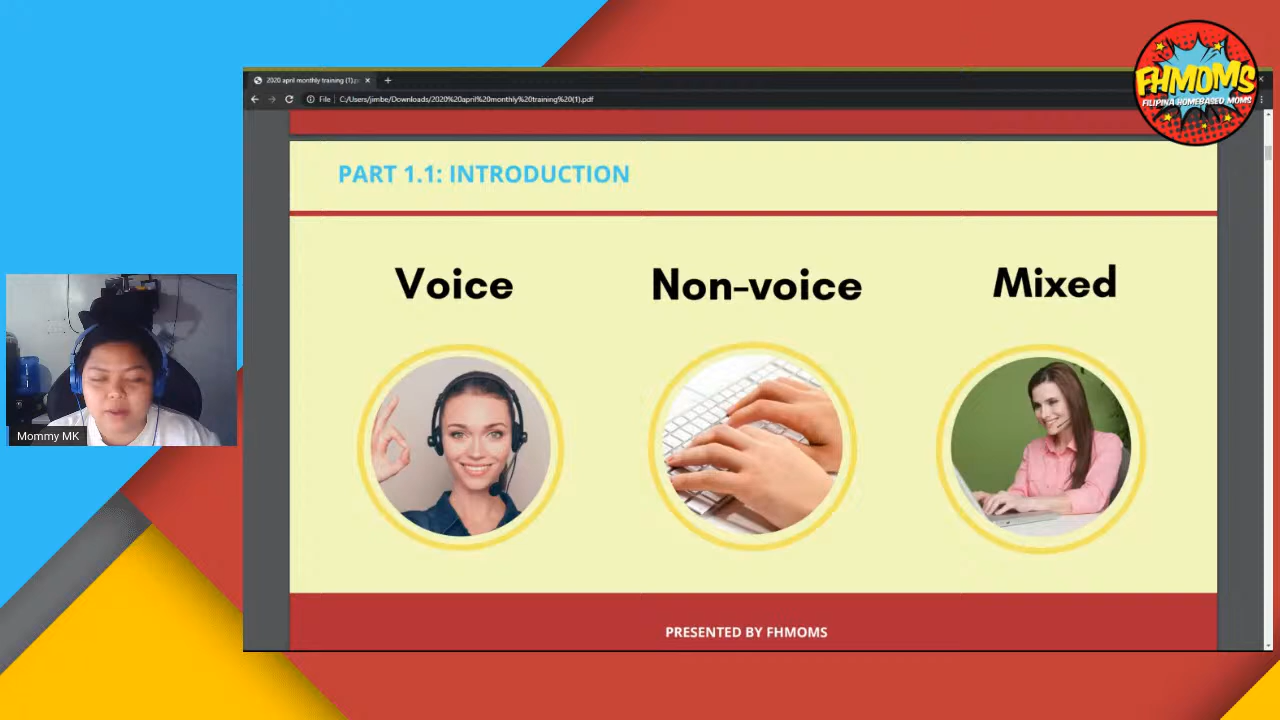 FHMOMS
FILIPINA HOMEBASED MOMS
2020 april monthly training (1).p
File
C:/Users/jimbe/Downloads/2020%20april%20monthly%20training%20(1).pdf
PART 1.1: INTRODUCTION
Voice
Non-voice
Mixed
Mommy MK
PRESENTED BY FHMOMS